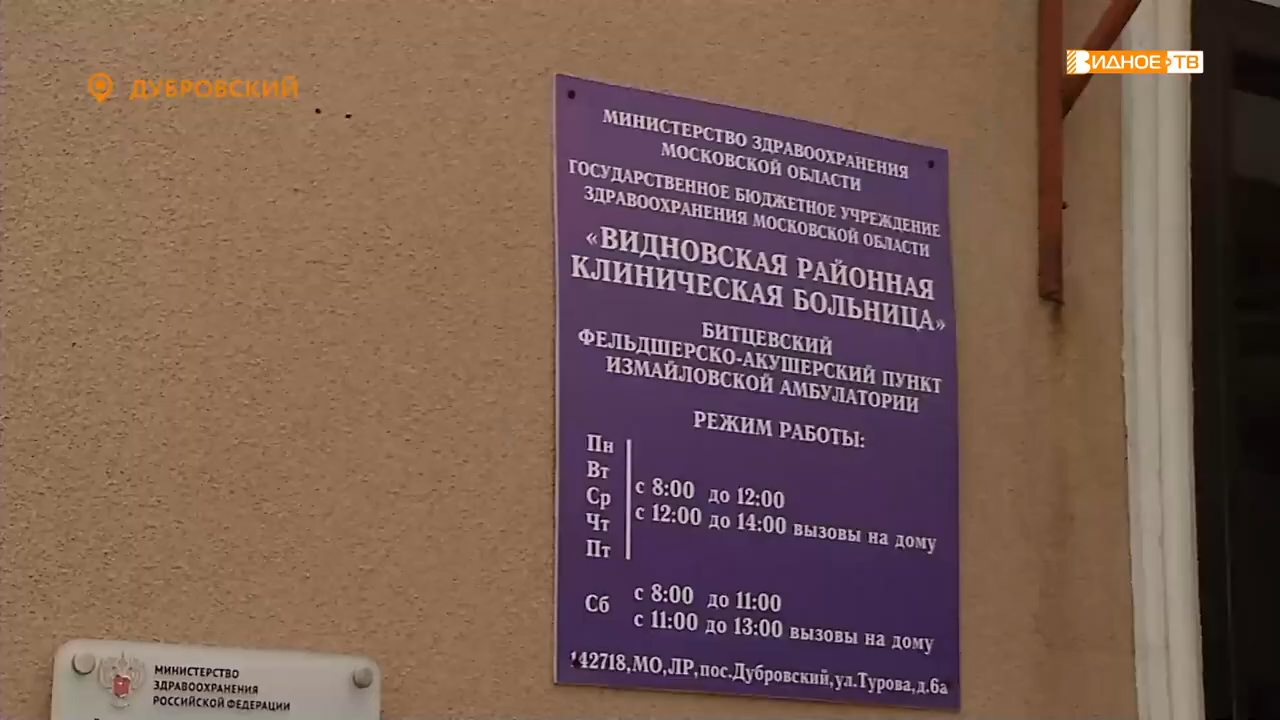 ДУБРОВСКИЙ
ВИДНОЕ ТВ
МИНИСТЕРСТВО ЗДРАВООХРАНЕНИЯ
МОСКОВСКОЙ ОБЛАСТИ
ГОСУДАРСТВЕННОЕ БЮДЖЕТНОЕ УЧРЕЖДЕНИЕ
ЗДРАВООХРАНЕНИЯ МОСКОВСКОЙ ОБЛАСТИ
«ВИДНОВСКАЯ РАЙОННАЯ
КЛИНИЧЕСКАЯ БОЛЬНИЦА»
БИТЦЕВСКИЙ
ФЕЛЬДШЕРСКО-АКУШЕРСКИЙ ПУНКТ
ИЗМАЙЛОВСКОЙ АМБУЛАТОРИИ
РЕЖИМ РАБОТЫ:
Пн
Вт
Ср
Чт
Пт
с 8:00 до 12:00
с 12:00 до 14:00 вызовы на дому
Сб
с 8:00 до 11:00
с 11:00 до 13:00 вызовы на дому
142718,МО,ЛР,пос.Дубровский,ул.Турова,д.6а
МИНИСТЕРСТВО
ЗДРАВООХРАНЕНИЯ
РОССИЙСКОЙ ФЕДЕРАЦИИ